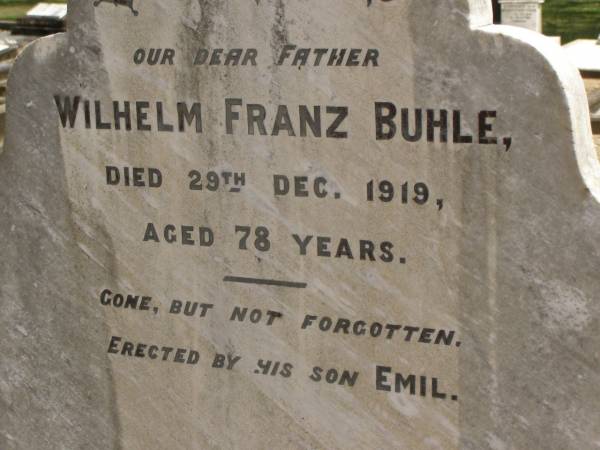 OUR DEAR FATHER
WILHELM FRANZ BUHLE,
DIED 29TH DEC. 1919,
AGED 78 YEARS.
GONE, BUT NOT FORGOTTEN.
ERECTED BY HIS SON EMIL.